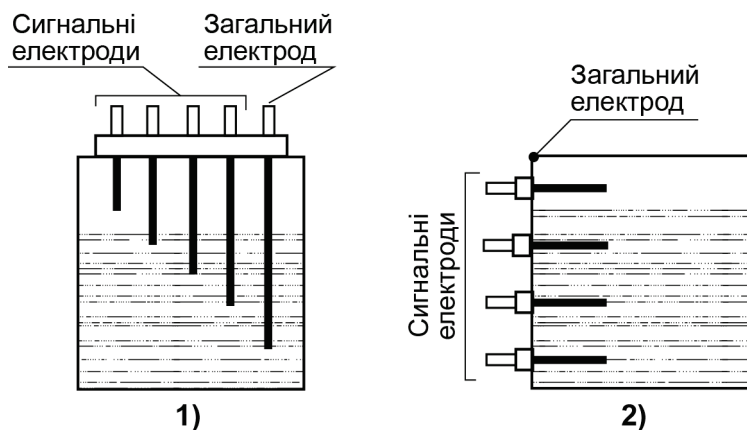 Сигнальні
електроди
Загальний
електрод
1)
Загальний
електрод
Сигнальні
електроди
2)